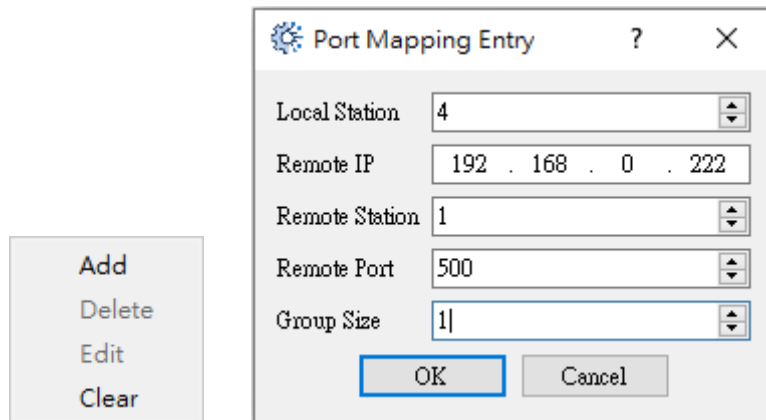 Add
Delete
Edit
Clear
Port Mapping Entry ? ×
Local Station 4
Remote IP 192 . 168 . 0 . 222
Remote Station 1
Remote Port 500
Group Size 1
OK Cancel